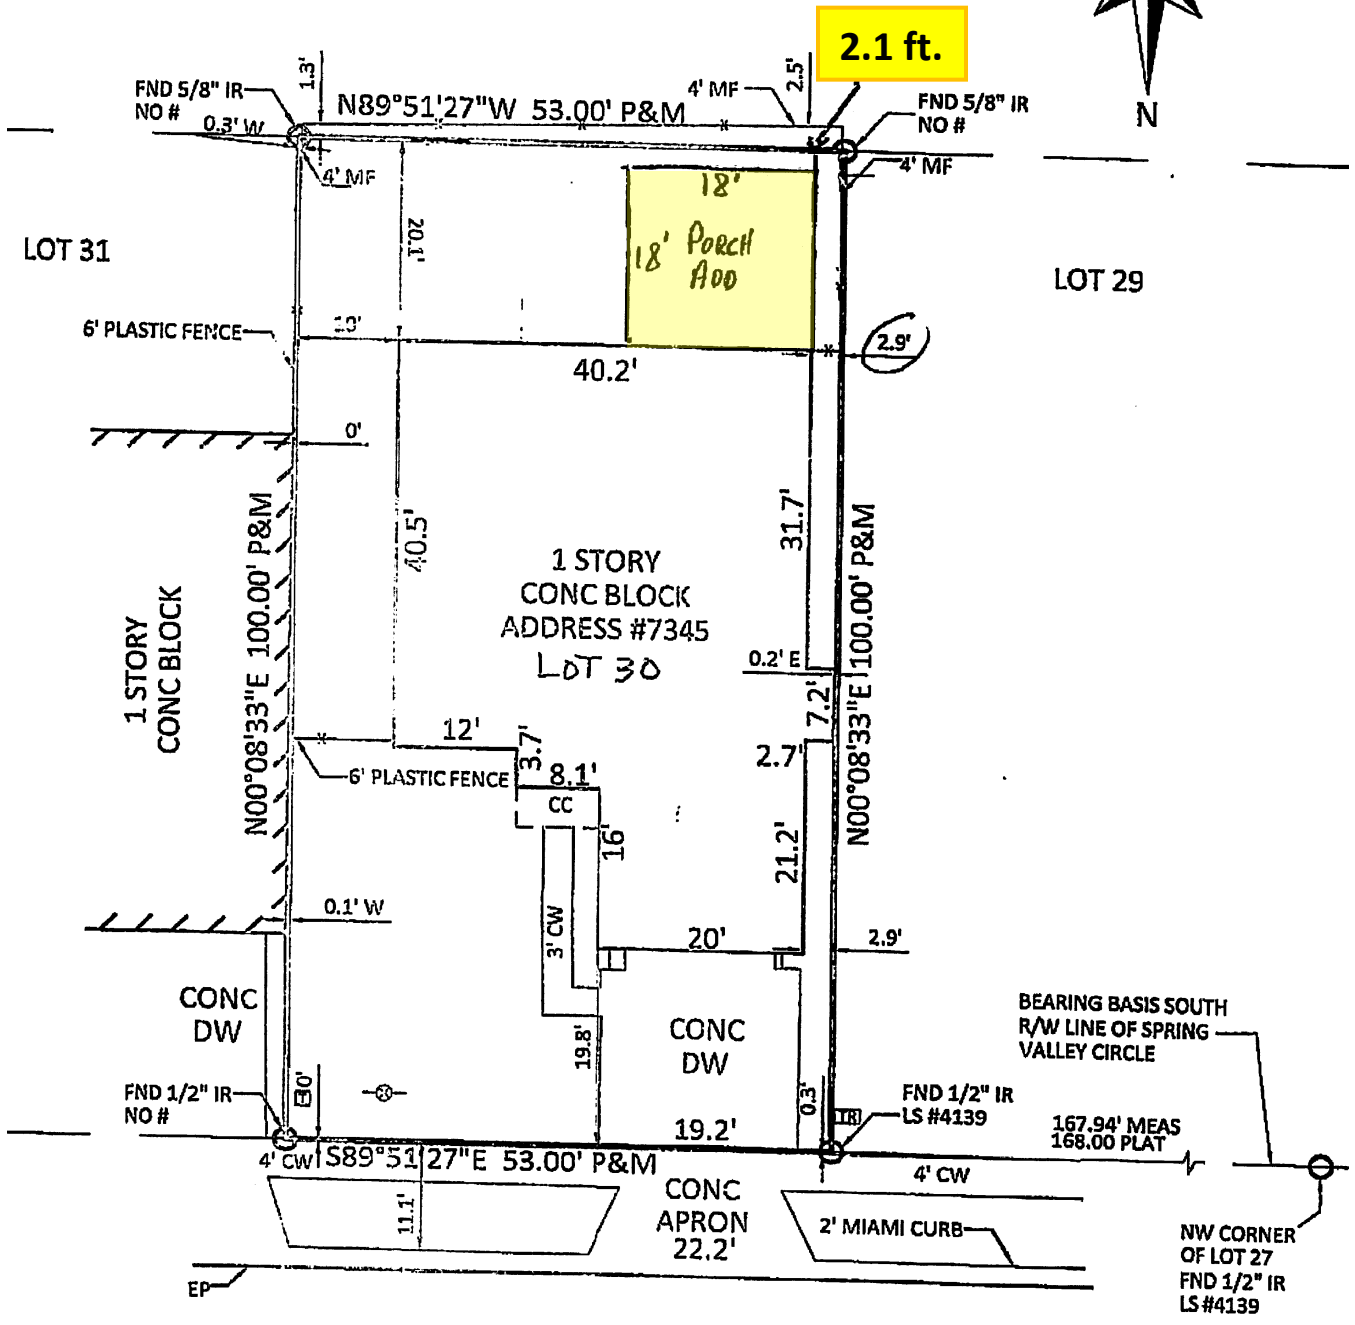 2.1 ft.
N
1.3'
2.5'
FND 5/8" IR
NO #
N89°51'27"W 53.00' P&M
4' MF
FND 5/8" IR
NO #
0.3' W
4' MF
4' MF
18'
18' PORCH
ADD
20.1'
LOT 31
LOT 29
6' PLASTIC FENCE
2.9'
40.2'
0'
N00°08'33"E 100.00' P&M
40.5'
31.7'
N00°08'33"E 100.00' P&M
1 STORY
CONC BLOCK
ADDRESS #7345
LOT 30
1 STORY
CONC BLOCK
0.2' E
7.2'
12'
3.7'
2.7'
6' PLASTIC FENCE
8.1'
CC
16'
21.2'
0.1' W
3' CW
20'
2.9'
CONC
DW
CONC
DW
19.8'
BEARING BASIS SOUTH
R/W LINE OF SPRING
VALLEY CIRCLE
FND 1/2" IR
NO #
0.3'
TR
FND 1/2" IR
LS #4139
19.2'
167.94' MEAS
168.00 PLAT
4' CW
S89°51'27"E 53.00' P&M
4' CW
11.1'
CONC
APRON
22.2'
2' MIAMI CURB
EP
NW CORNER
OF LOT 27
FND 1/2" IR
LS #4139